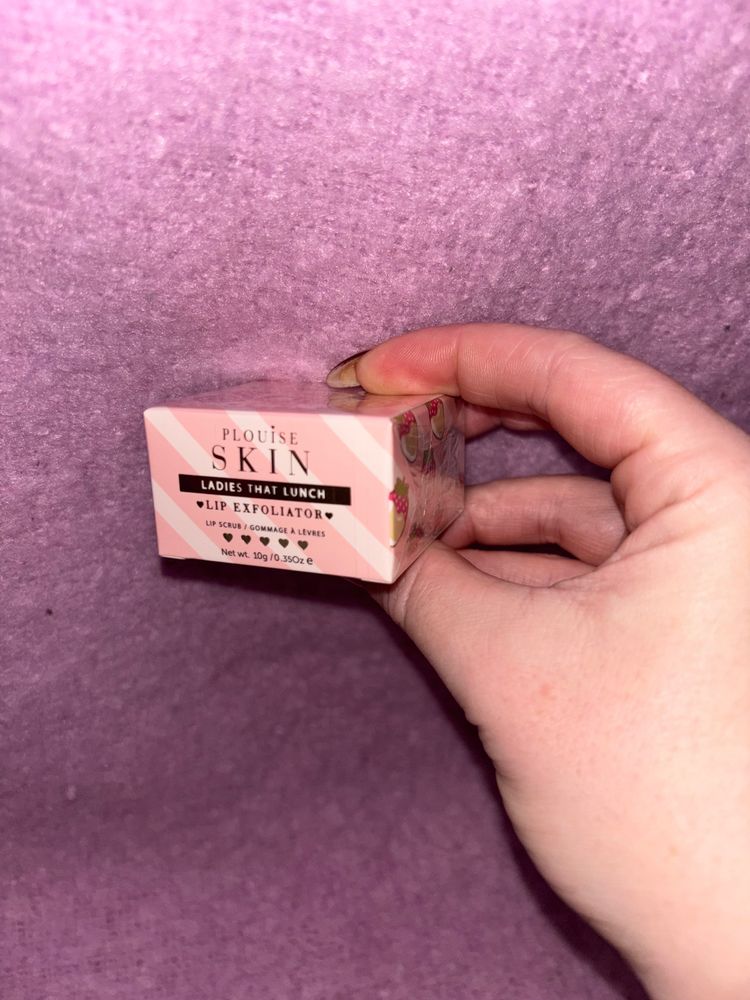 PLOUiSE
SKIN
LADIES THAT LUNCH
♥LIP EXFOLIATOR♥
LIP SCRUB / GOMMAGE À LÈVRES
Net wt. 10g / 0.35Oz e